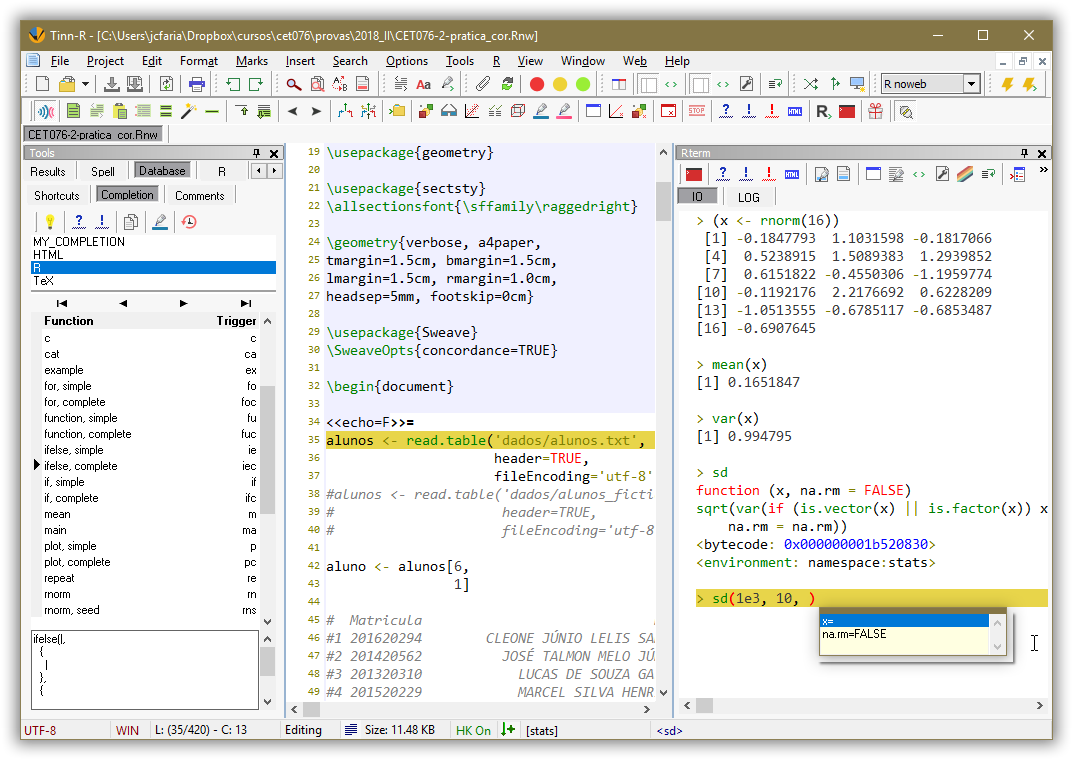 Tinn-R - [C:\Users\jcfaria\Dropbox\cursos\cet076\provas\2018_II\CET076-2-pratica_cor.Rnw]
File Project Edit Format Marks Insert Search Options Tools R View Window Web Help
R noweb
CET076-2-pratica_cor.Rnw
Tools
Results Spell Database R
Shortcuts Completion Comments
MY_COMPLETION
HTML
R
TeX
Function Trigger
c c
cat ca
example ex
for, simple fo
for, complete foc
function, simple fu
function, complete fuc
ifelse, simple ie
ifelse, complete iec
if, simple if
if, complete ifc
mean m
main ma
plot, simple p
plot, complete pc
repeat re
rnorm rn
rnorm, seed rns
ifelse(|,
{
|
},
{
19 \usepackage{geometry}
20
21 \usepackage{sectsty}
22 \allsectionsfont{\sffamily\raggedright}
23
24 \geometry{verbose, a4paper,
25 tmargin=1.5cm, bmargin=1.5cm,
26 lmargin=1.5cm, rmargin=1.0cm,
27 headsep=5mm, footskip=0cm}
28
29 \usepackage{Sweave}
30 \SweaveOpts{concordance=TRUE}
31
32 \begin{document}
33
34 <<echo=F>>=
35 alunos <- read.table('dados/alunos.txt',
36 header=TRUE,
37 fileEncoding='utf-8'
38 #alunos <- read.table('dados/alunos_ficti
39 # header=TRUE,
40 # fileEncoding='utf-8
41
42 aluno <- alunos[6,
43 1]
44
45 # Matricula
46 #1 201620294 CLEONE JÚNIO LELIS SA
47 #2 201420562 JOSÉ TALMON MELO JÚ
48 #3 201320310 LUCAS DE SOUZA GA
49 #4 201520229 MARCEL SILVA HENR
Rterm
IO LOG
> (x <- rnorm(16))
[1] -0.1847793 1.1031598 -0.1817066
[4] 0.5238915 1.5089383 1.2939852
[7] 0.6151822 -0.4550306 -1.1959774
[10] -0.1192176 2.2176692 0.6228209
[13] -1.0513555 -0.6785117 -0.6853487
[16] -0.6907645
> mean(x)
[1] 0.1651847
> var(x)
[1] 0.994795
> sd
function (x, na.rm = FALSE)
sqrt(var(if (is.vector(x) || is.factor(x)) x
na.rm = na.rm))
<bytecode: 0x000000001b520830>
<environment: namespace:stats>
> sd(1e3, 10, )
x=
na.rm=FALSE
UTF-8 WIN L: (35/420) - C: 13 Editing Size: 11.48 KB HK On [stats] <sd>